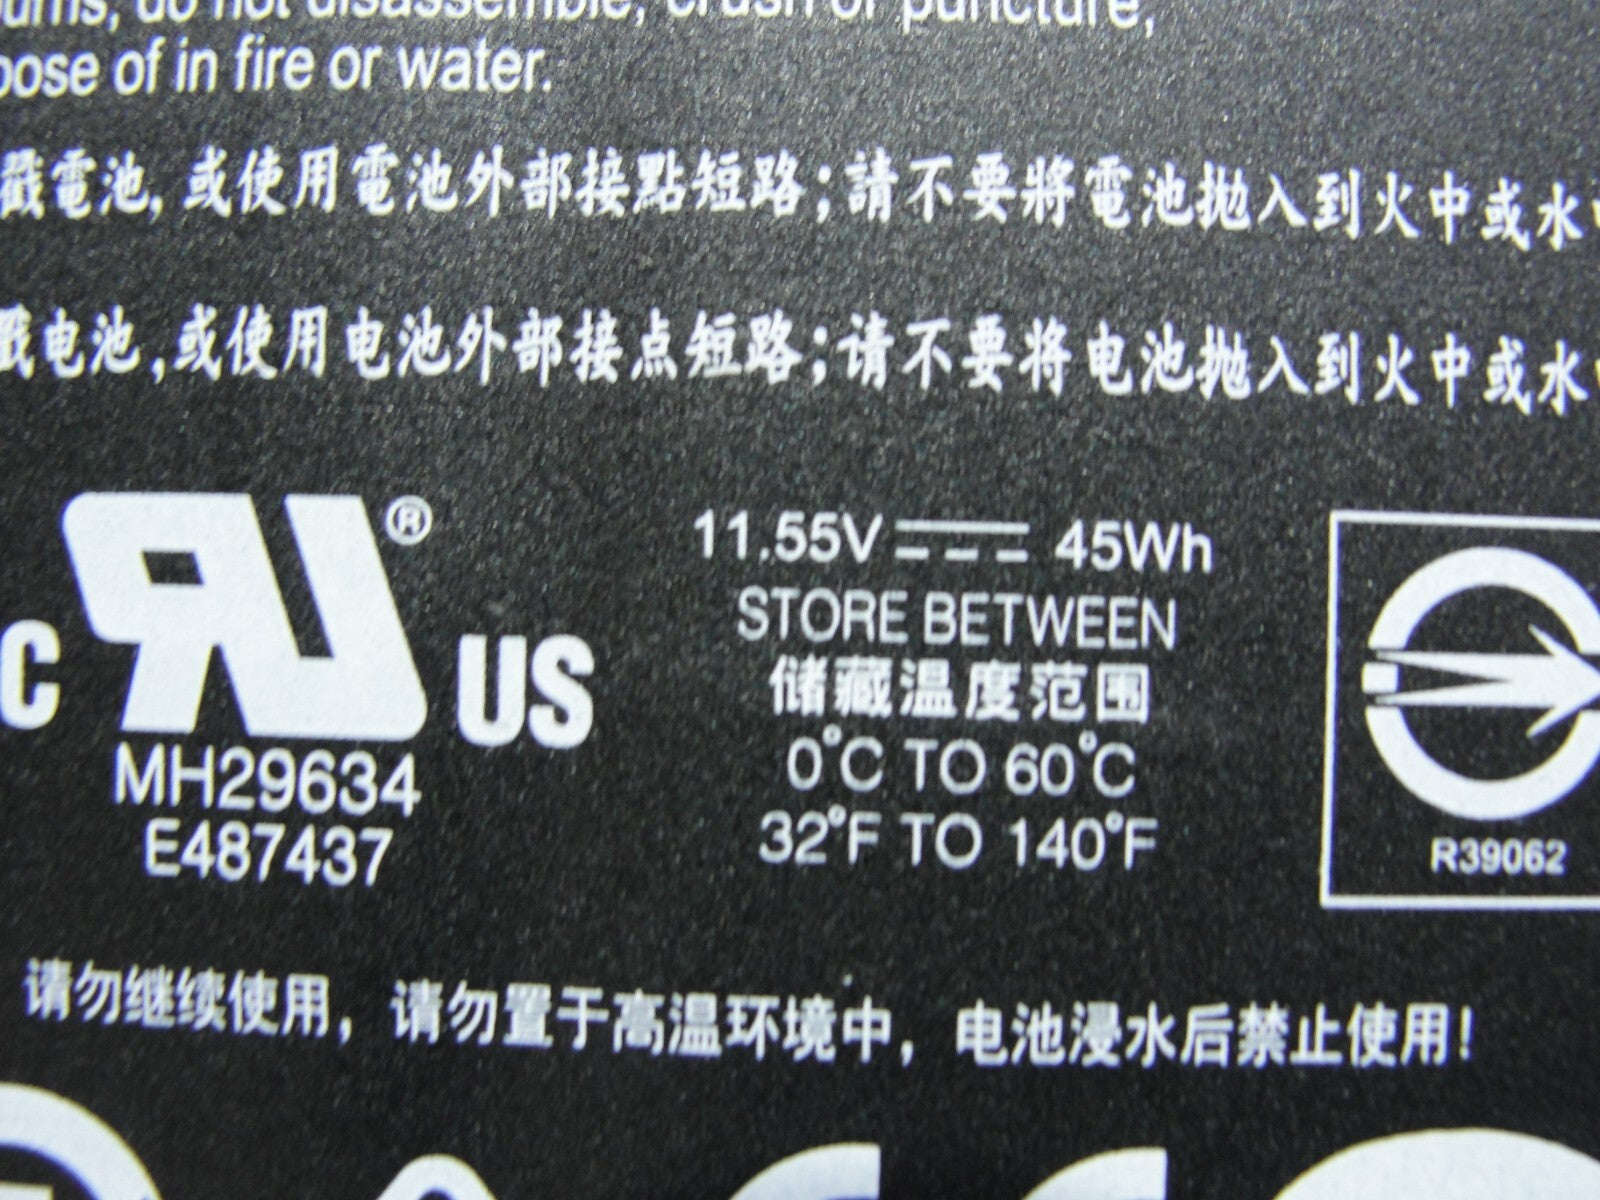 do not disassemble, crush or puncture,
of in fire or water.
戳電池,或使用電池外部接點短路;請不要將電池拋入到火中或水
戳电池,或使用电池外部接点短路;请不要将电池抛入到火中或水
C RU® US
MH29634
E487437
11.55V 45Wh
STORE BETWEEN
储藏温度范围
0°C TO 60°C
32°F TO 140°F
R39062
请勿继续使用，请勿置于高温环境中，电池浸水后禁止使用!